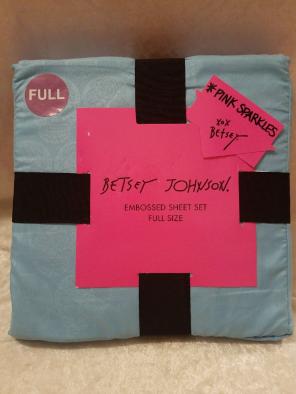 FULL
*PINK SPARKLES
xox
Betsey
BETSEY JOHNSON.
EMBOSSED SHEET SET
FULL SIZE